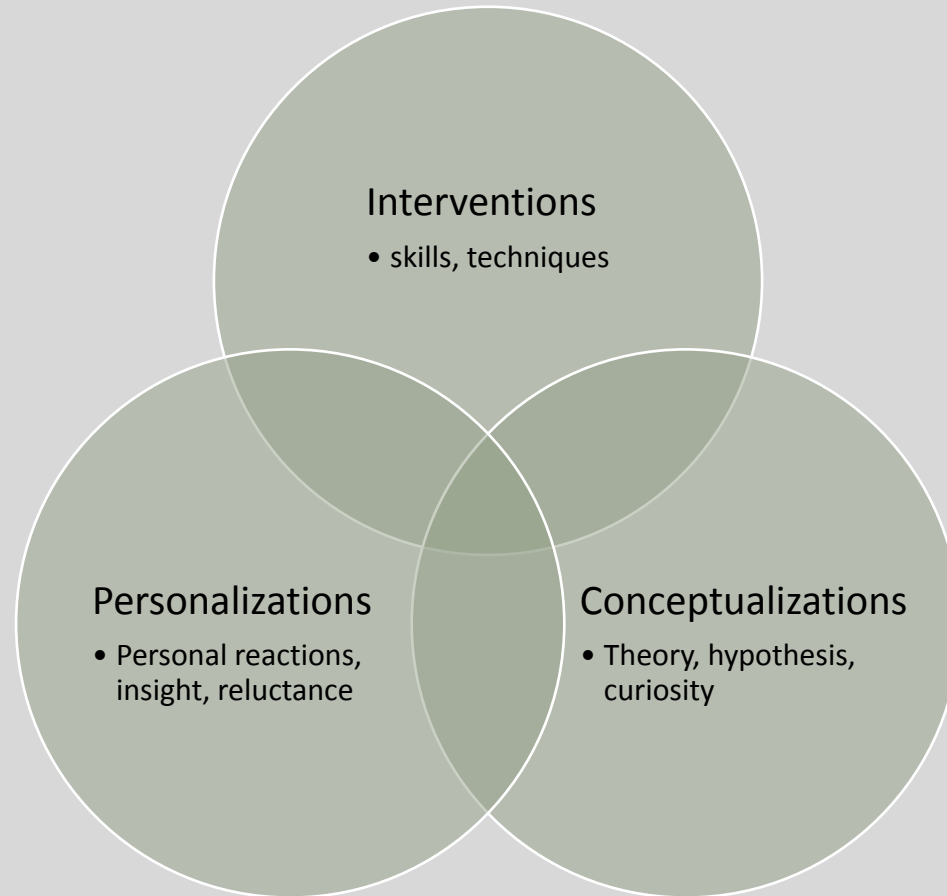 Interventions
• skills, techniques
Personalizations
• Personal reactions,
insight, reluctance
Conceptualizations
• Theory, hypothesis,
curiosity